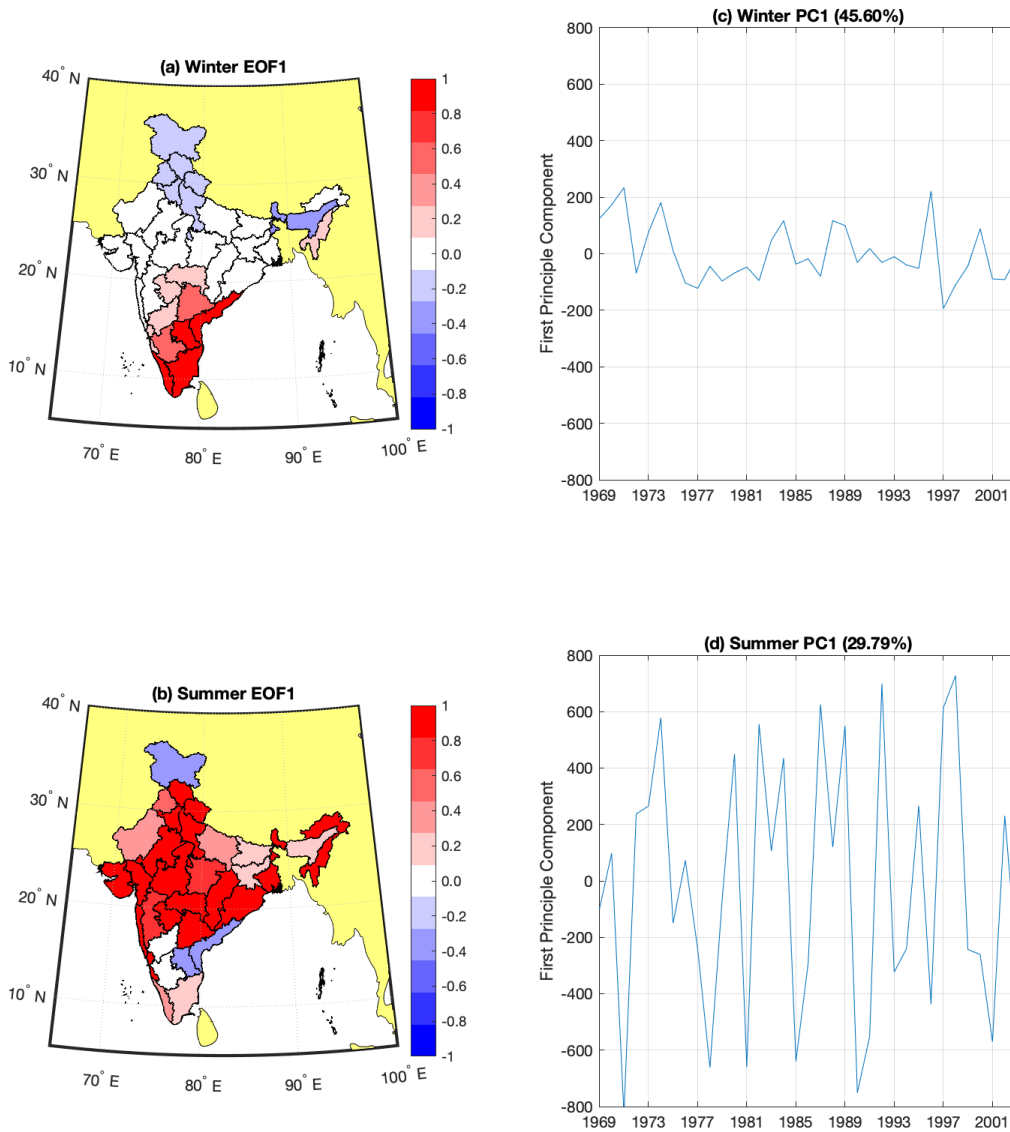 (a) Winter EOF1
40° N
30° N
20° N
10° N
70° E
80° E
90° E
100° E
1
0.8
0.6
0.4
0.2
0.0
-0.2
-0.4
-0.6
-0.8
-1
(c) Winter PC1 (45.60%)
First Principle Component
800
600
400
200
0
-200
-400
-600
-800
1969 1973 1977 1981 1985 1989 1993 1997 2001
(b) Summer EOF1
40° N
30° N
20° N
10° N
70° E
80° E
90° E
100° E
1
0.8
0.6
0.4
0.2
0.0
-0.2
-0.4
-0.6
-0.8
-1
(d) Summer PC1 (29.79%)
First Principle Component
800
600
400
200
0
-200
-400
-600
-800
1969 1973 1977 1981 1985 1989 1993 1997 2001